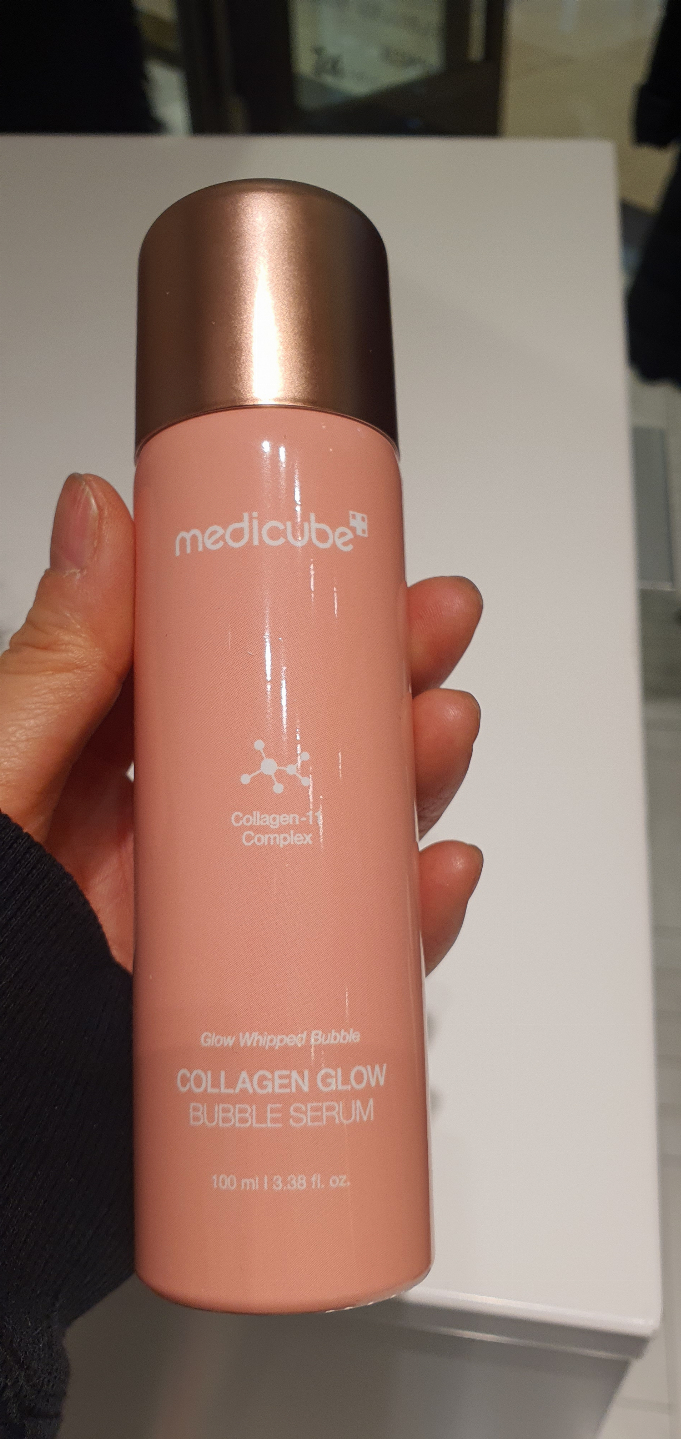 medicube
Collagen-11
Complex
Glow Whipped Bubble
COLLAGEN GLOW
BUBBLE SERUM
100 ml | 3.38 fl. oz.